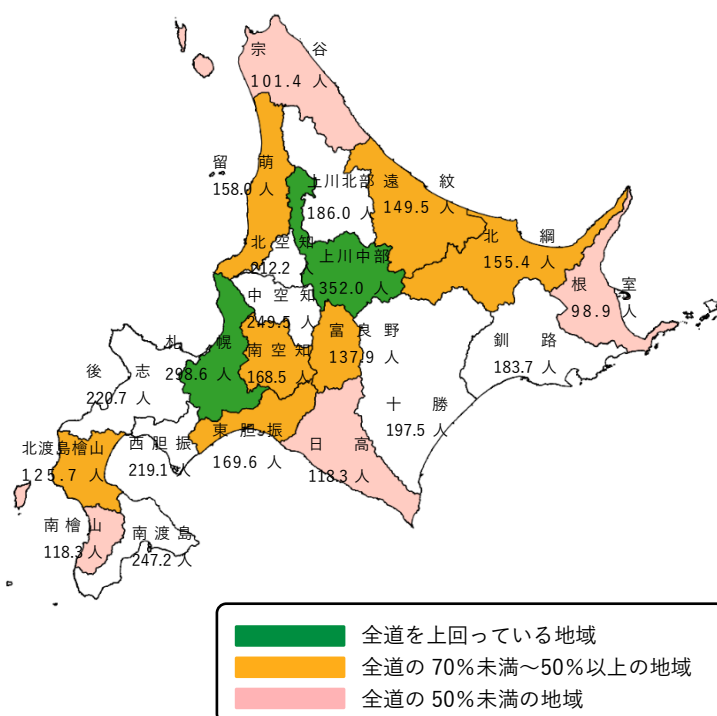 宗谷
101.4 人
留萌
158.0 人
上川北部
186.0 人
遠紋
149.5 人
北網
155.4 人
北空知
212.2 人
上川中部
352.0 人
根室
98.9 人
中空知
249.5 人
札幌
298.6 人
南空知
168.5 人
富良野
137.9 人
釧路
183.7 人
後志
220.7 人
十勝
197.5 人
北渡島檜山
125.7 人
西胆振
219.1 人
東胆振
169.6 人
日高
118.3 人
南檜山
118.3 人
南渡島
247.2 人
全道を上回っている地域
全道の 70%未満～50%以上の地域
全道の 50%未満の地域